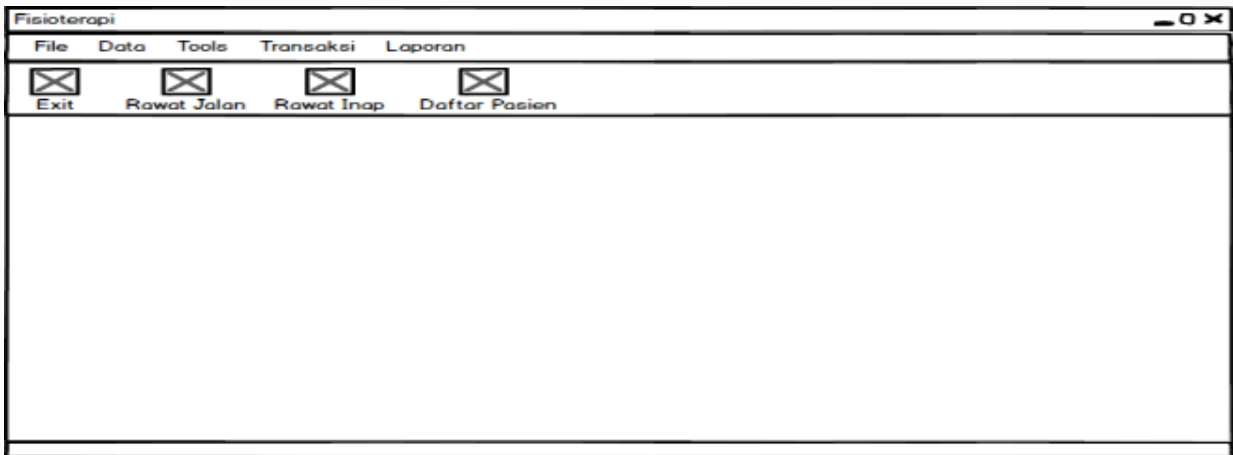 Fisioterapi
File Data Tools Transaksi Laporan
Exit Rawat Jalan Rawat Inap Daftar Pasien